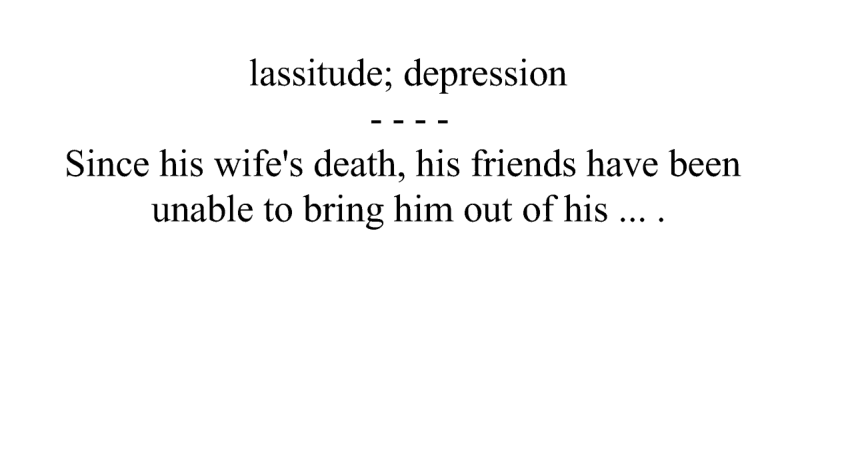 lassitude; depression
- - - -
Since his wife's death, his friends have been
unable to bring him out of his ... .